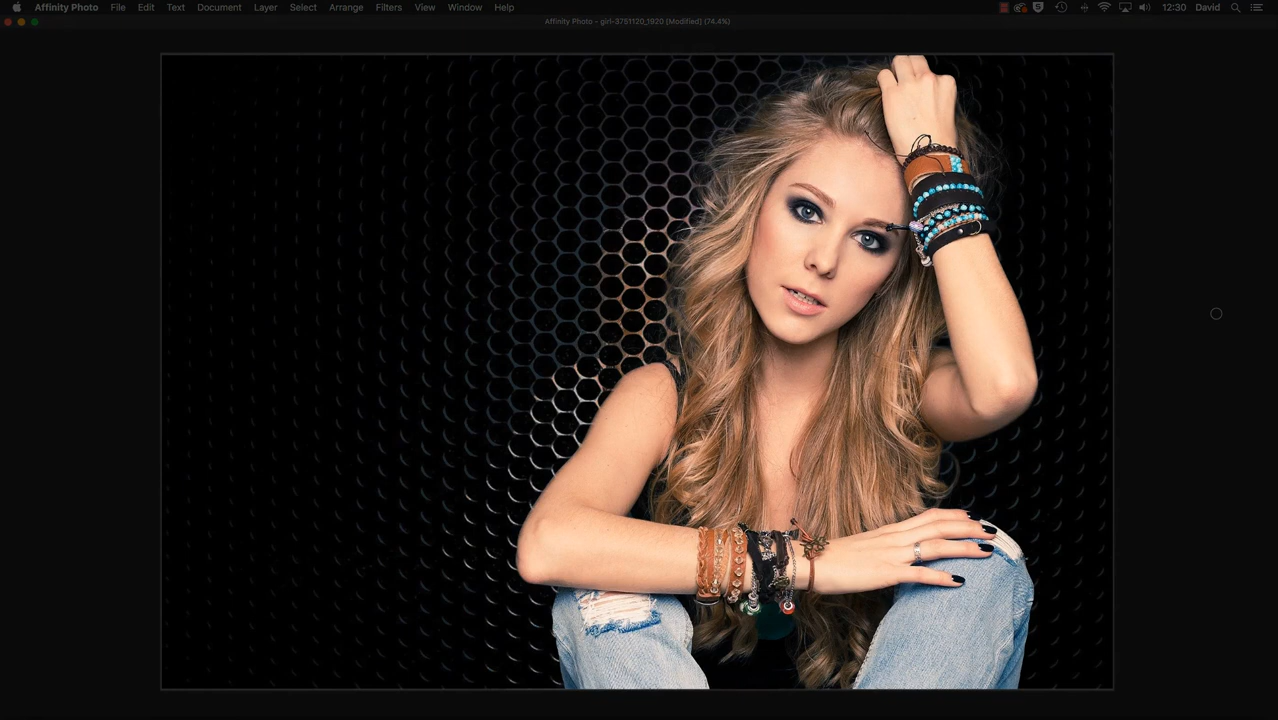 Affinity Photo File Edit Text Document Layer Select Arrange Filters View Window Help 12:30 David
Affinity Photo - girl-3751120_1920 [Modified] (74.4%)